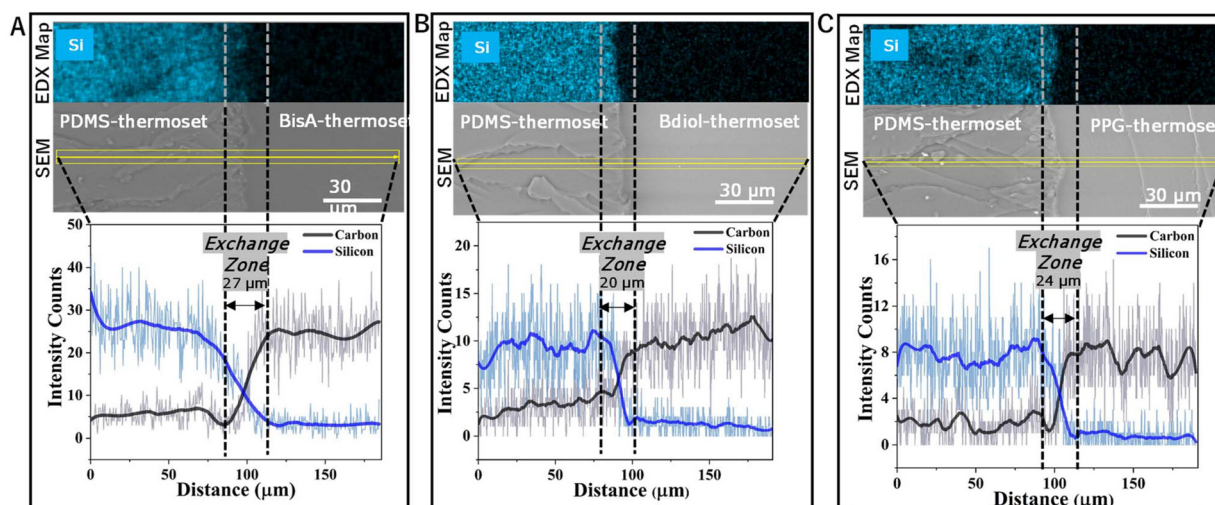 A
EDX Map
Si
SEM
PDMS-thermoset
BisA-thermoset
30
μm
Exchange
Zone
27 μm
Carbon
Silicon
Intensity Counts
50
40
30
20
10
0
0
50
100
150
Distance (μm)
B
EDX Map
Si
SEM
PDMS-thermoset
Bdiol-thermoset
30 μm
Exchange
Zone
20 μm
Carbon
Silicon
Intensity Counts
20
15
10
5
0
0
50
100
150
Distance (μm)
C
EDX Map
Si
SEM
PDMS-thermoset
PPG-thermoset
30 μm
Exchange
Zone
24 μm
Carbon
Silicon
Intensity Counts
16
12
8
4
0
0
50
100
150
Distance (μm)